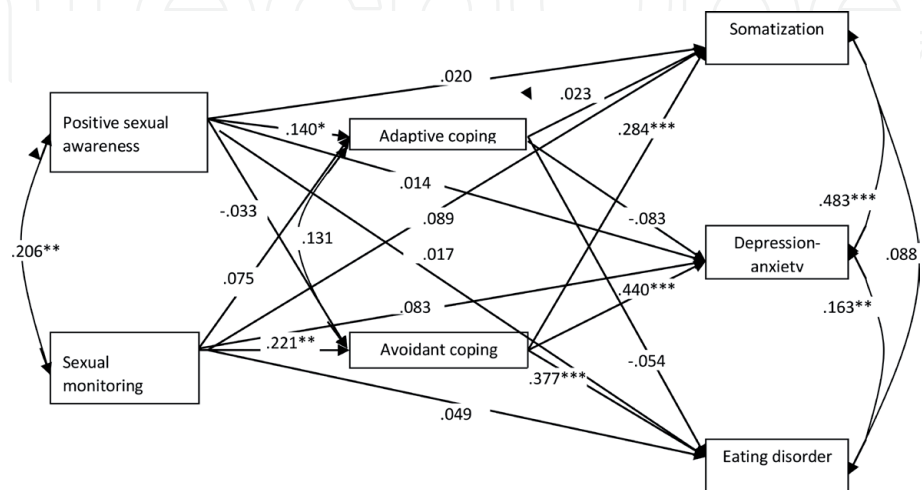 Somatization
.020
.023
Positive sexual
awareness
.140*
Adaptive coping
.284***
.014
-.033
.089
-.083
.483***
.206**
.131
.017
Depression-
anxietv
.088
.075
.440***
.083
.163**
.221**
Avoidant coping
Sexual
monitoring
.377***
-.054
.049
Eating disorder